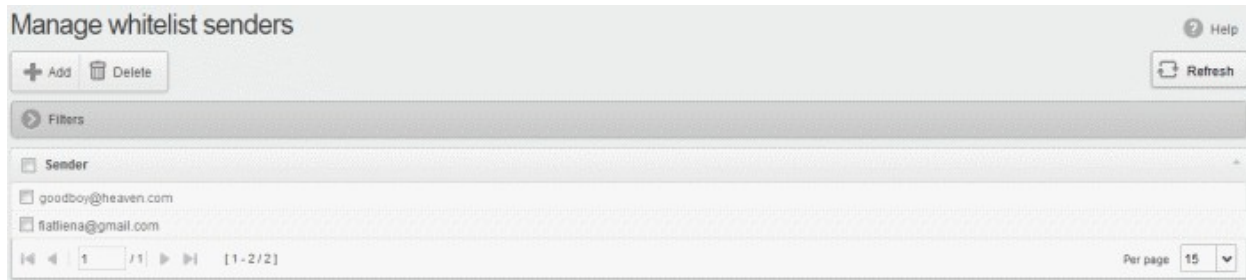 Manage whitelist senders
Help
Add Delete
Refresh
Filters
Sender
goodboy@heaven.com
flatliena@gmail.com
1 /1 [1-2/2] Per page 15